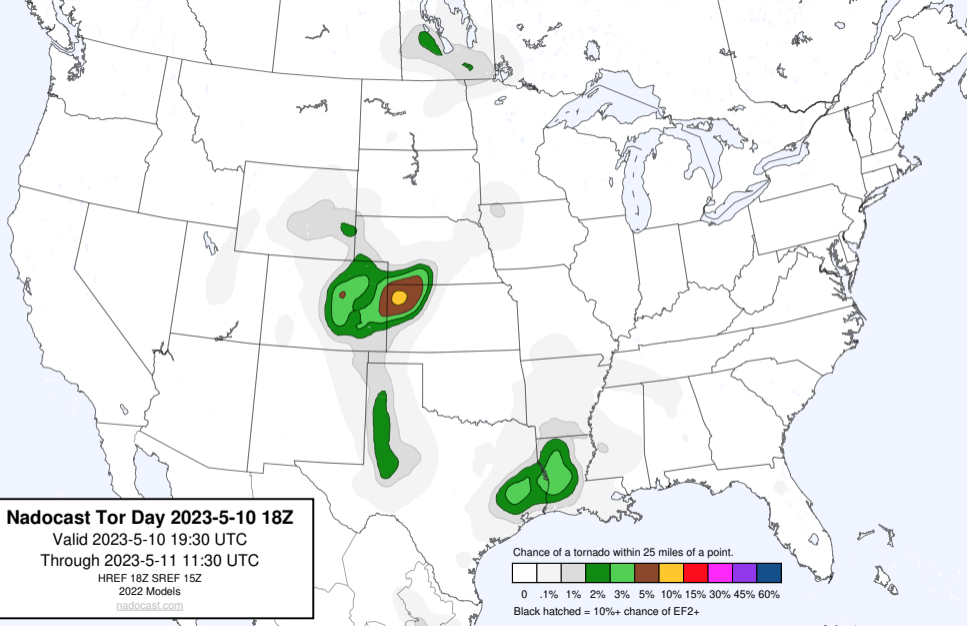 Nadocast Tor Day 2023-5-10 18Z
Valid 2023-5-10 19:30 UTC
Through 2023-5-11 11:30 UTC
HREF 18Z SREF 15Z
2022 Models
nadocast.com
Chance of a tornado within 25 miles of a point.
0 .1% 1% 2% 3% 5% 10% 15% 30% 45% 60%
Black hatched = 10%+ chance of EF2+